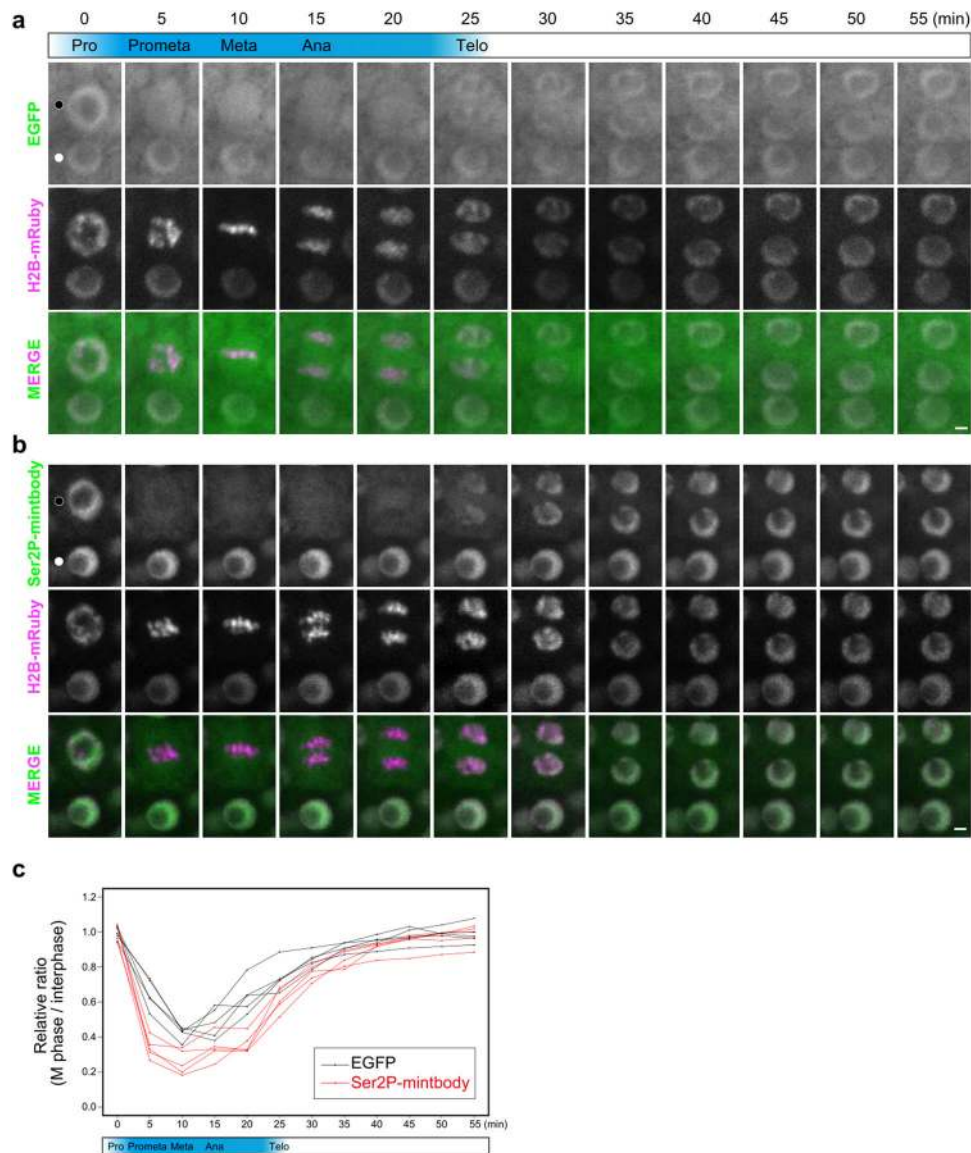 a
0 5 10 15 20 25 30 35 40 45 50 55 (min)
Pro Prometa Meta Ana Telo
EGFP
H2B-mRuby
MERGE
b
Ser2P-mintbody
H2B-mRuby
MERGE
c
Relative ratio
(M phase / interphase)
1.2
1.0
0.8
0.6
0.4
0.2
0.0
EGFP
Ser2P-mintbody
0 5 10 15 20 25 30 35 40 45 50 55 (min)
Pro Prometa Meta Ana Telo